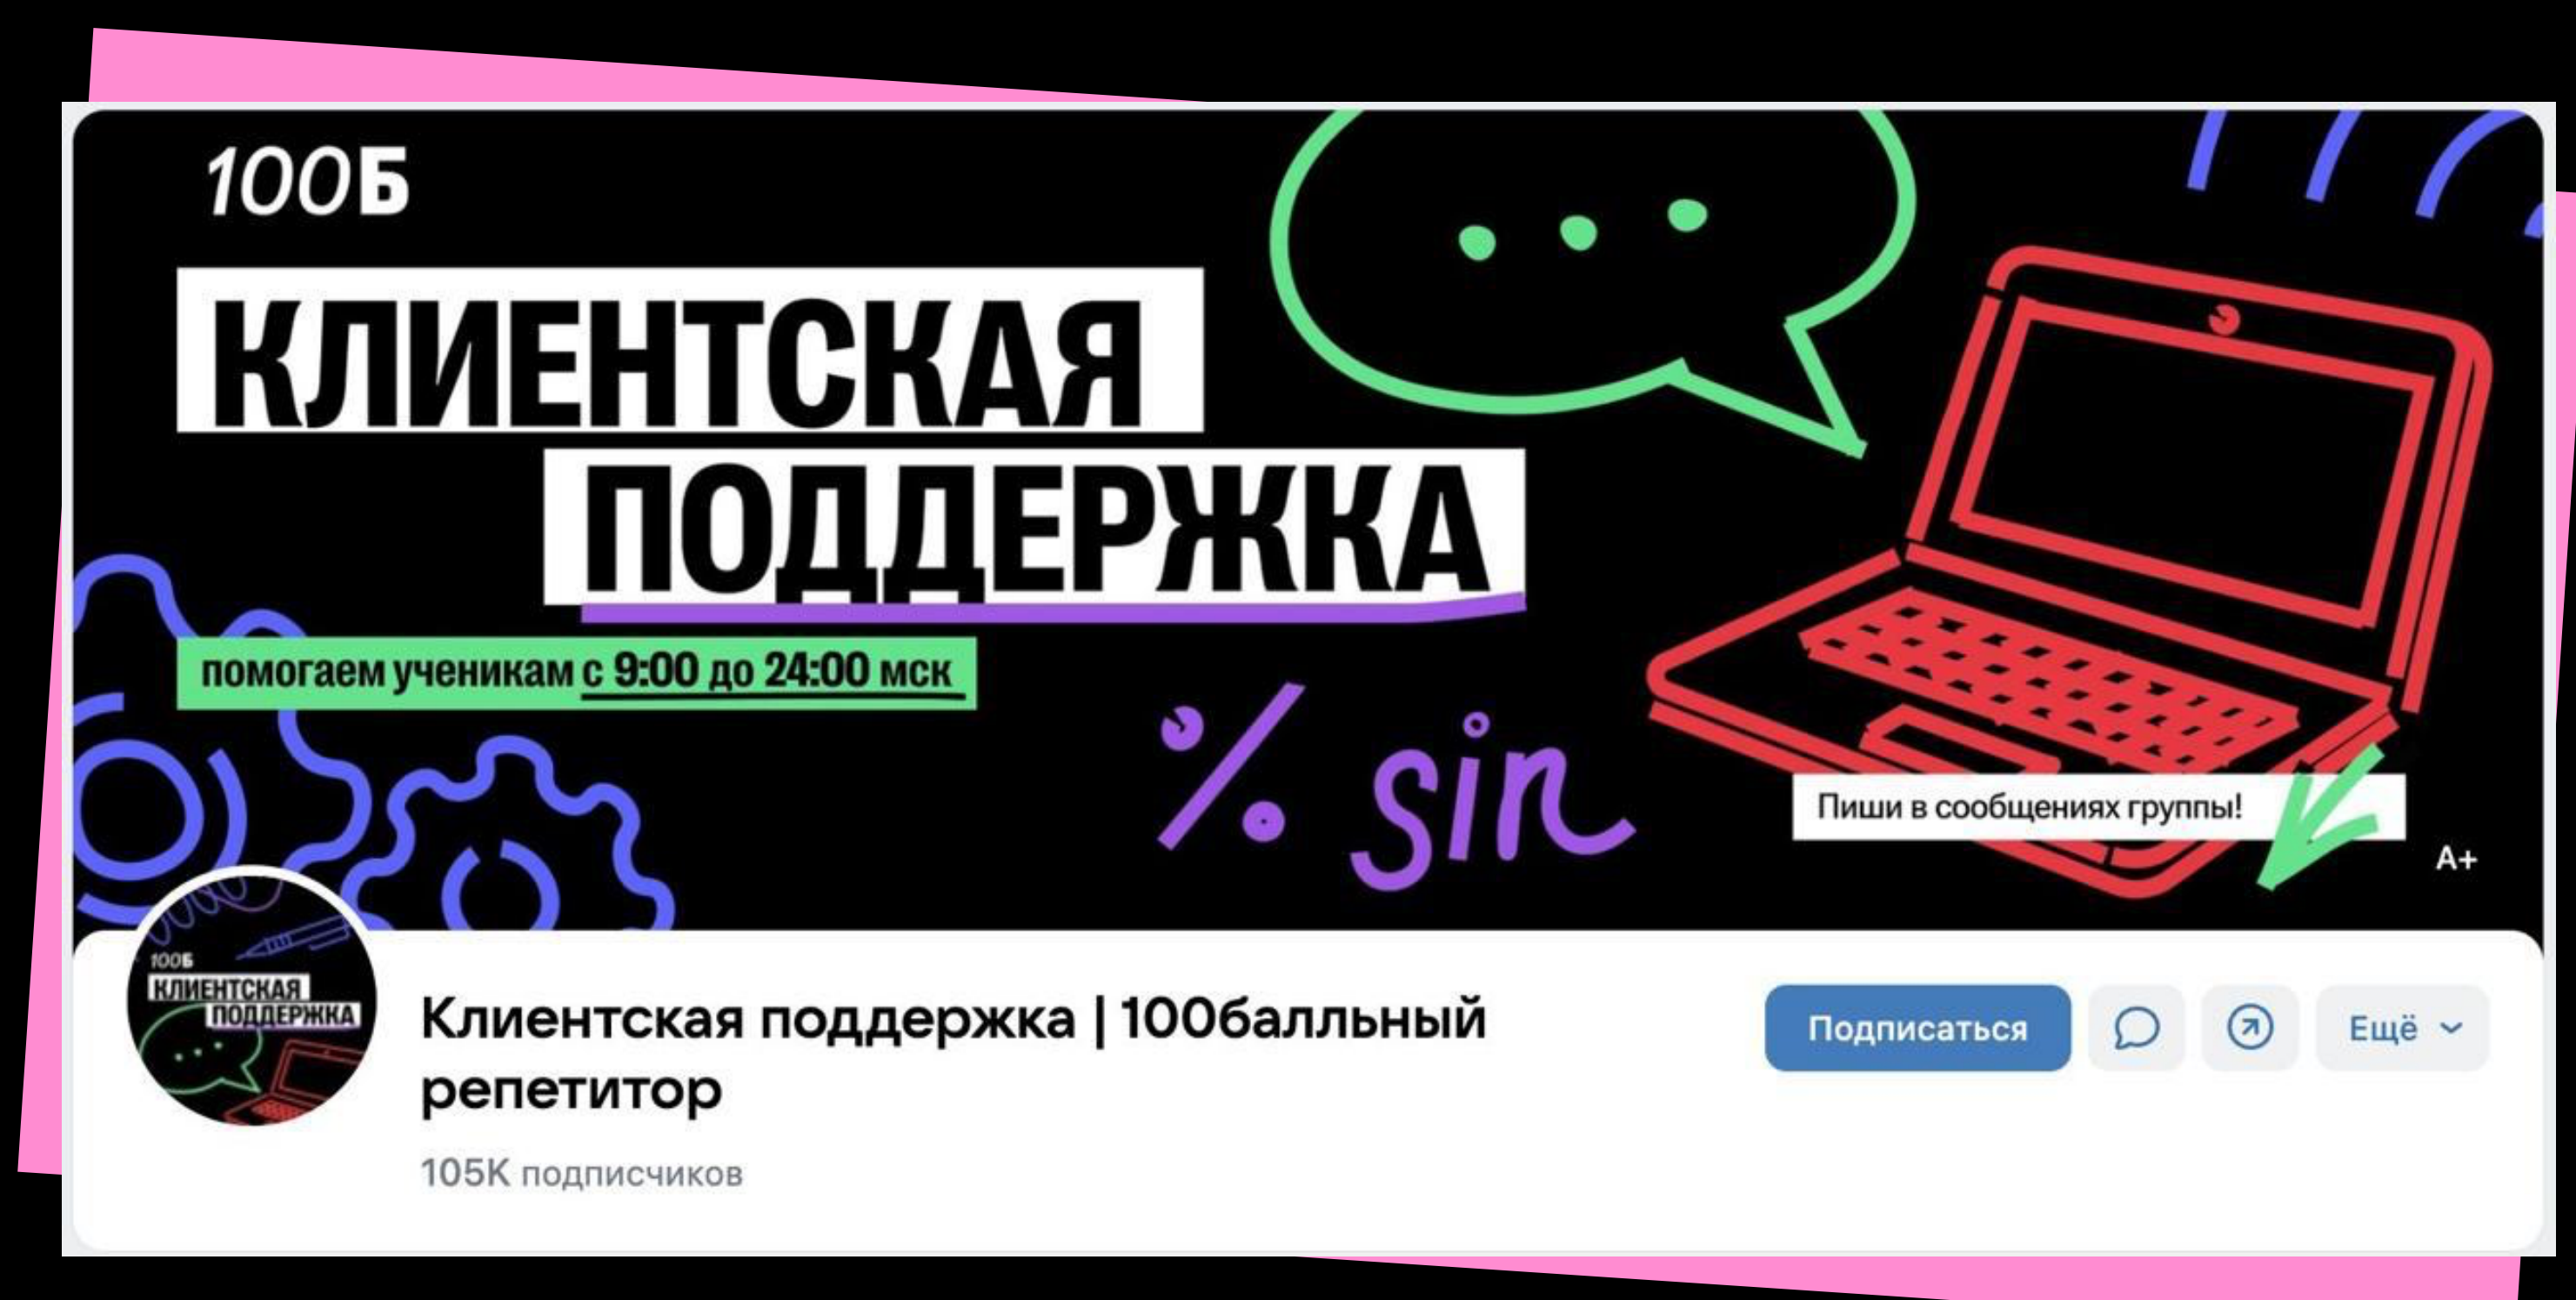 100Б
КЛИЕНТСКАЯ
ПОДДЕРЖКА
помогаем ученикам с 9:00 до 24:00 мск
% sin
Пиши в сообщениях группы!
A+
100Б
КЛИЕНТСКАЯ
ПОДДЕРЖКА
Клиентская поддержка | 100балльный
репетитор
105K подписчиков
Подписаться
Ещё